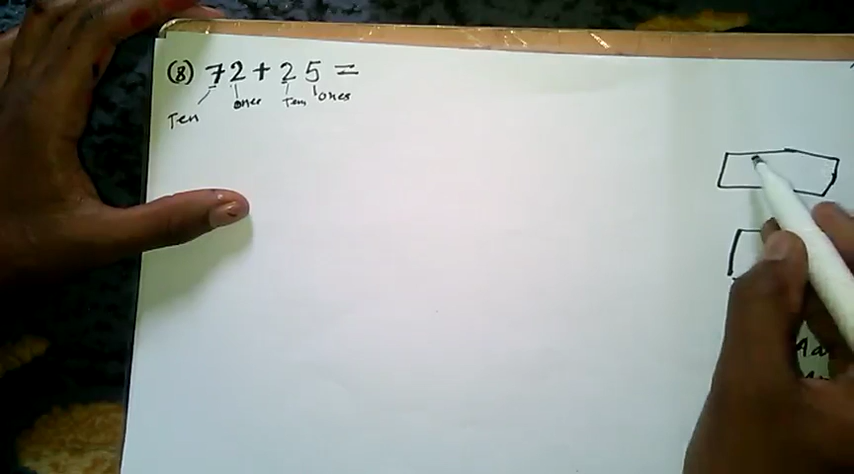 (8) 72 + 25 =
Ten ones Ten ones